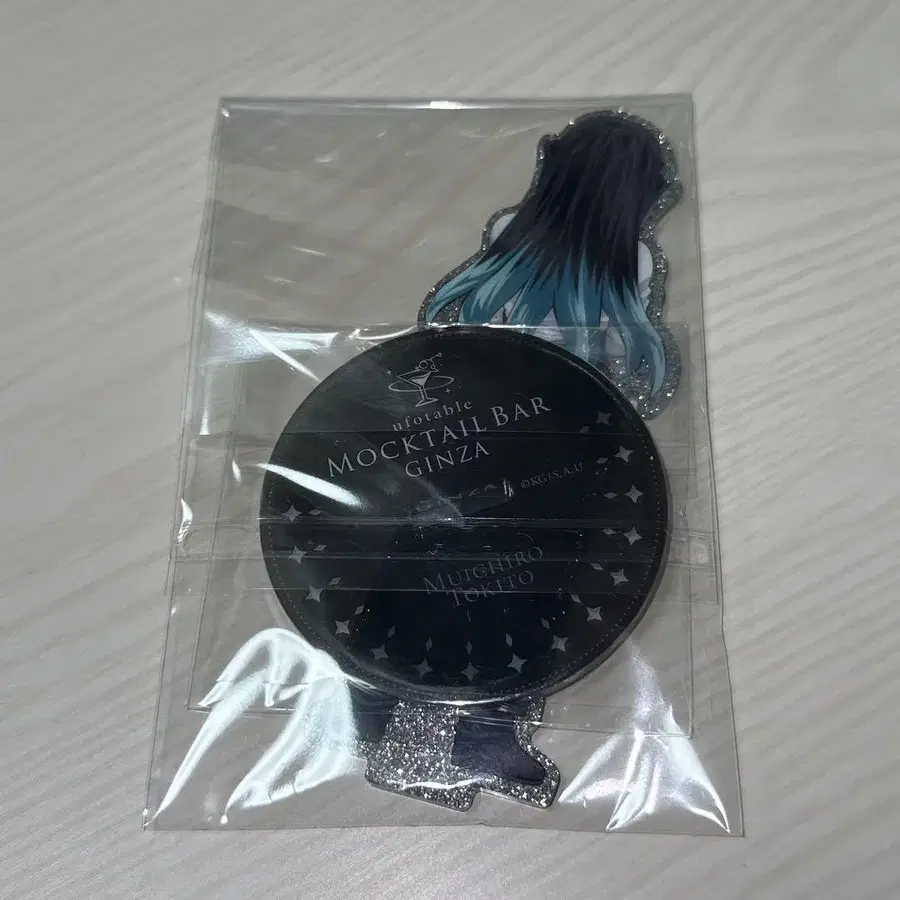 ufotable
MOCKTAIL BAR
GINZA
©KG/S,A,U
MUICHIRO
TOKITO